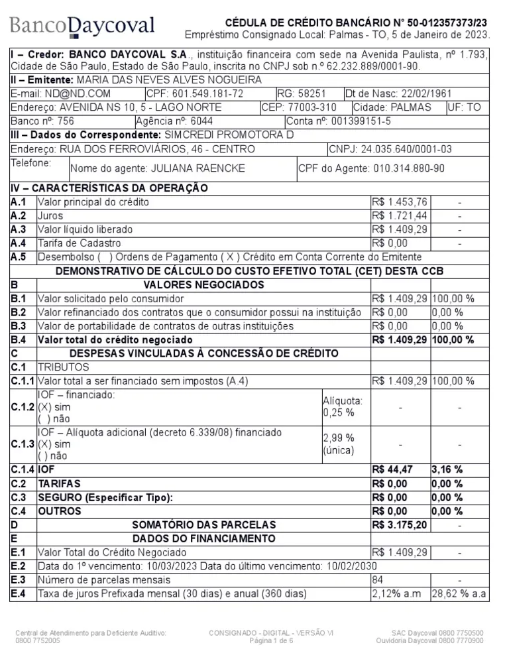 BancoDaycoval
CÉDULA DE CRÉDITO BANCÁRIO N° 50-012357373/23
Empréstimo Consignado Local: Palmas - TO, 5 de Janeiro de 2023.
I – Credor: BANCO DAYCOVAL S.A., instituição financeira com sede na Avenida Paulista, nº 1.793,
Cidade de São Paulo, Estado de São Paulo, inscrita no CNPJ sob n.º 62.232.889/0001-90.
II – Emitente: MARIA DAS NEVES ALVES NOGUEIRA
E-mail: ND@ND.COM CPF: 601.549.181-72 RG: 58251 Dt de Nasc: 22/02/1961
Endereço: AVENIDA NS 10, 5 - LAGO NORTE CEP: 77003-310 Cidade: PALMAS UF: TO
Banco nº: 756 Agência nº: 6044 Conta nº: 001399151-5
III – Dados do Correspondente: SIMCREDI PROMOTORA D
Endereço: RUA DOS FERROVIÁRIOS, 46 - CENTRO CNPJ: 24.035.640/0001-03
Telefone: Nome do agente: JULIANA RAENCKE CPF do Agente: 010.314.880-90
IV – CARACTERÍSTICAS DA OPERAÇÃO
A.1 Valor principal do crédito R$ 1.453,76 -
A.2 Juros R$ 1.721,44 -
A.3 Valor líquido liberado R$ 1.409,29 -
A.4 Tarifa de Cadastro R$ 0,00 -
A.5 Desembolso ( ) Ordens de Pagamento ( X ) Crédito em Conta Corrente do Emitente
DEMONSTRATIVO DE CÁLCULO DO CUSTO EFETIVO TOTAL (CET) DESTA CCB
B VALORES NEGOCIADOS
B.1 Valor solicitado pelo consumidor R$ 1.409,29 100,00 %
B.2 Valor refinanciado dos contratos que o consumidor possui na instituição R$ 0,00 0,00 %
B.3 Valor de portabilidade de contratos de outras instituições R$ 0,00 0,00 %
B.4 Valor total do crédito negociado R$ 1.409,29 100,00 %
C DESPESAS VINCULADAS À CONCESSÃO DE CRÉDITO
C.1 TRIBUTOS
C.1.1 Valor total a ser financiado sem impostos (A.4) R$ 1.409,29 100,00 %
C.1.2 IOF – financiado:
(X) sim
( ) não
Alíquota:
0,25 %
- -
C.1.3 IOF – Alíquota adicional (decreto 6.339/08) financiado
(X) sim
( ) não
2,99 %
(única)
- -
C.1.4 IOF R$ 44,47 3,16 %
C.2 TARIFAS R$ 0,00 0,00 %
C.3 SEGURO (Especificar Tipo): R$ 0,00 0,00 %
C.4 OUTROS R$ 0,00 0,00 %
D SOMATÓRIO DAS PARCELAS R$ 3.175,20 -
E DADOS DO FINANCIAMENTO
E.1 Valor Total do Crédito Negociado R$ 1.409,29 -
E.2 Data do 1º vencimento: 10/03/2023 Data do último vencimento: 10/02/2030
E.3 Número de parcelas mensais 84 -
E.4 Taxa de juros Prefixada mensal (30 dias) e anual (360 dias) 2,12% a.m 28,62 % a.a
Central de Atendimento para Deficiente Auditivo:
0800 7752005
CONSIGNADO - DIGITAL - VERSÃO VI
Página 1 de 6
SAC Daycoval 0800 7750500
Ouvidoria Daycoval 0800 7770900